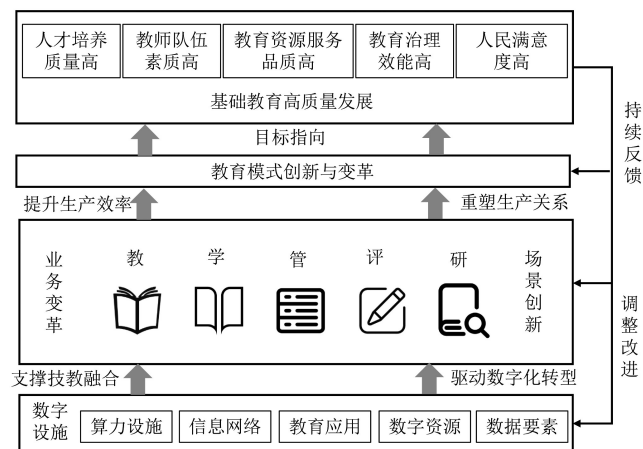 人才培养
质量高
教师队伍
素质高
教育资源服务
品质高
教育治理
效能高
人民满意
度高
基础教育高质量发展
目标指向
教育模式创新与变革
提升生产效率
重塑生产关系
业务变革
教
学
管
评
研
场景创新
支撑技教融合
驱动数字化转型
数字
设施
算力设施
信息网络
教育应用
数字资源
数据要素
持续反馈
调整改进